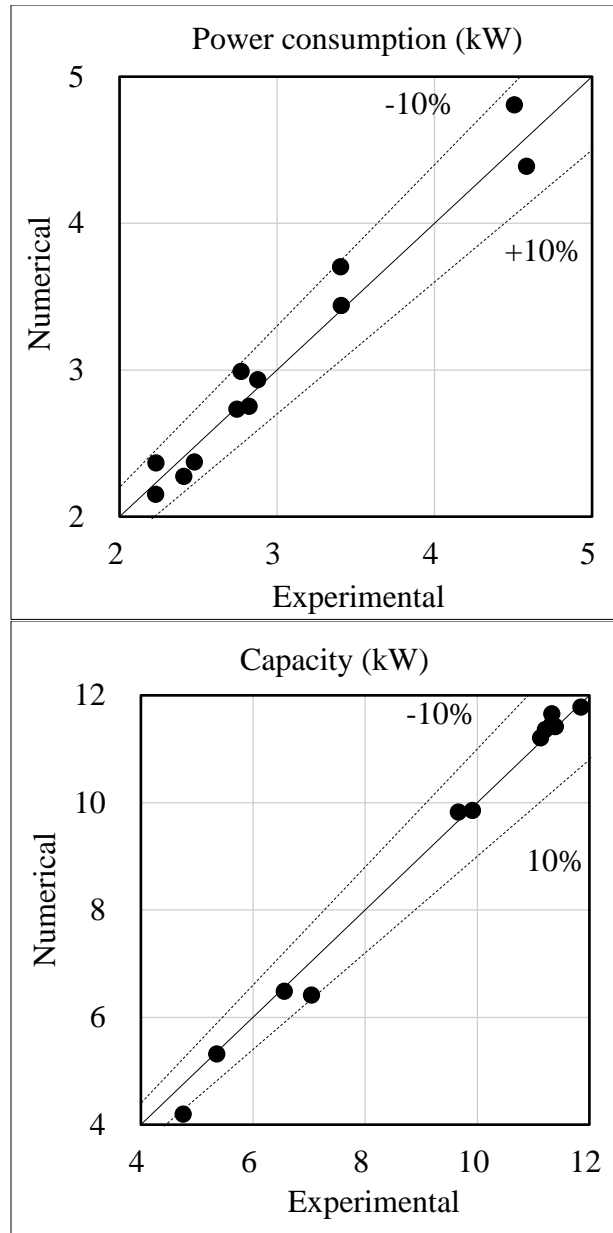 Power consumption (kW)
5
-10%
4
+10%
Numerical
3
2
2 3 4 5
Experimental
Capacity (kW)
12
-10%
10
10%
Numerical
8
6
4
4 6 8 10 12
Experimental